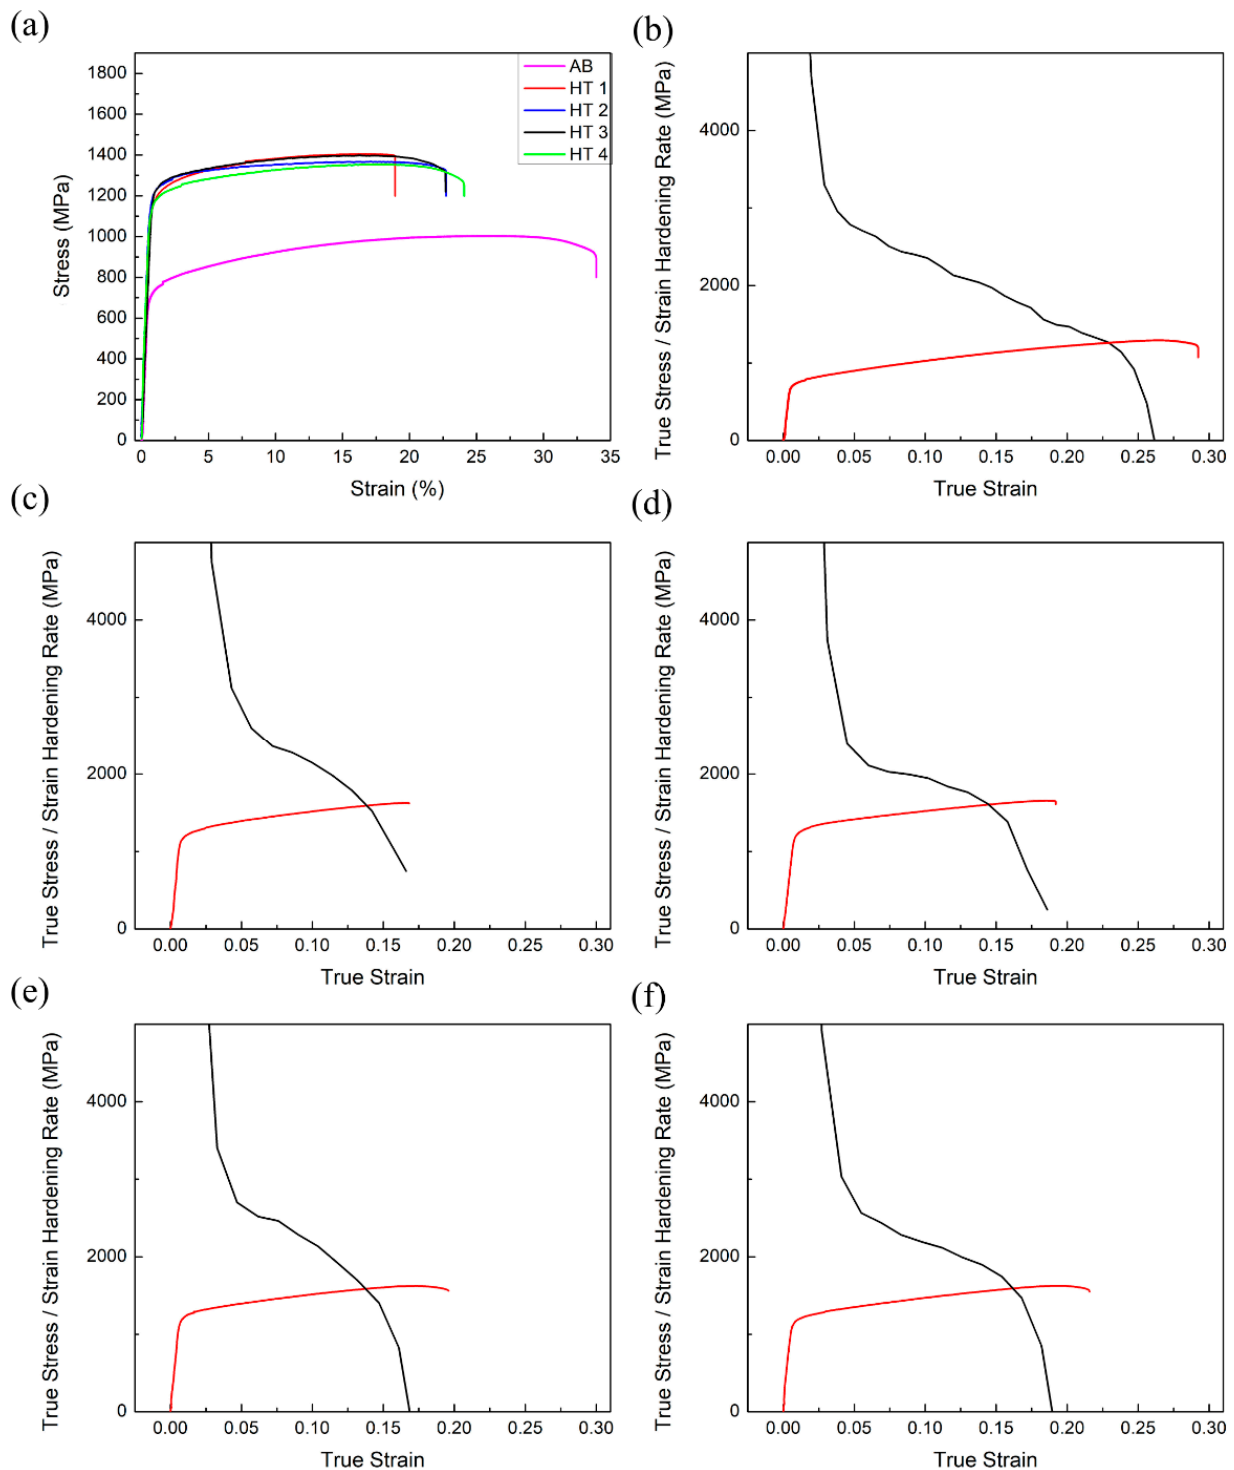 (a)
Stress (MPa)
1800
1600
1400
1200
1000
800
600
400
200
0
0 5 10 15 20 25 30 35
Strain (%)
AB
HT 1
HT 2
HT 3
HT 4
(b)
True Stress / Strain Hardening Rate (MPa)
4000
2000
0
0.00 0.05 0.10 0.15 0.20 0.25 0.30
True Strain
(c)
True Stress / Strain Hardening Rate (MPa)
4000
2000
0
0.00 0.05 0.10 0.15 0.20 0.25 0.30
True Strain
(d)
True Stress / Strain Hardening Rate (MPa)
4000
2000
0
0.00 0.05 0.10 0.15 0.20 0.25 0.30
True Strain
(e)
True Stress / Strain Hardening Rate (MPa)
4000
2000
0
0.00 0.05 0.10 0.15 0.20 0.25 0.30
True Strain
(f)
True Stress / Strain Hardening Rate (MPa)
4000
2000
0
0.00 0.05 0.10 0.15 0.20 0.25 0.30
True Strain